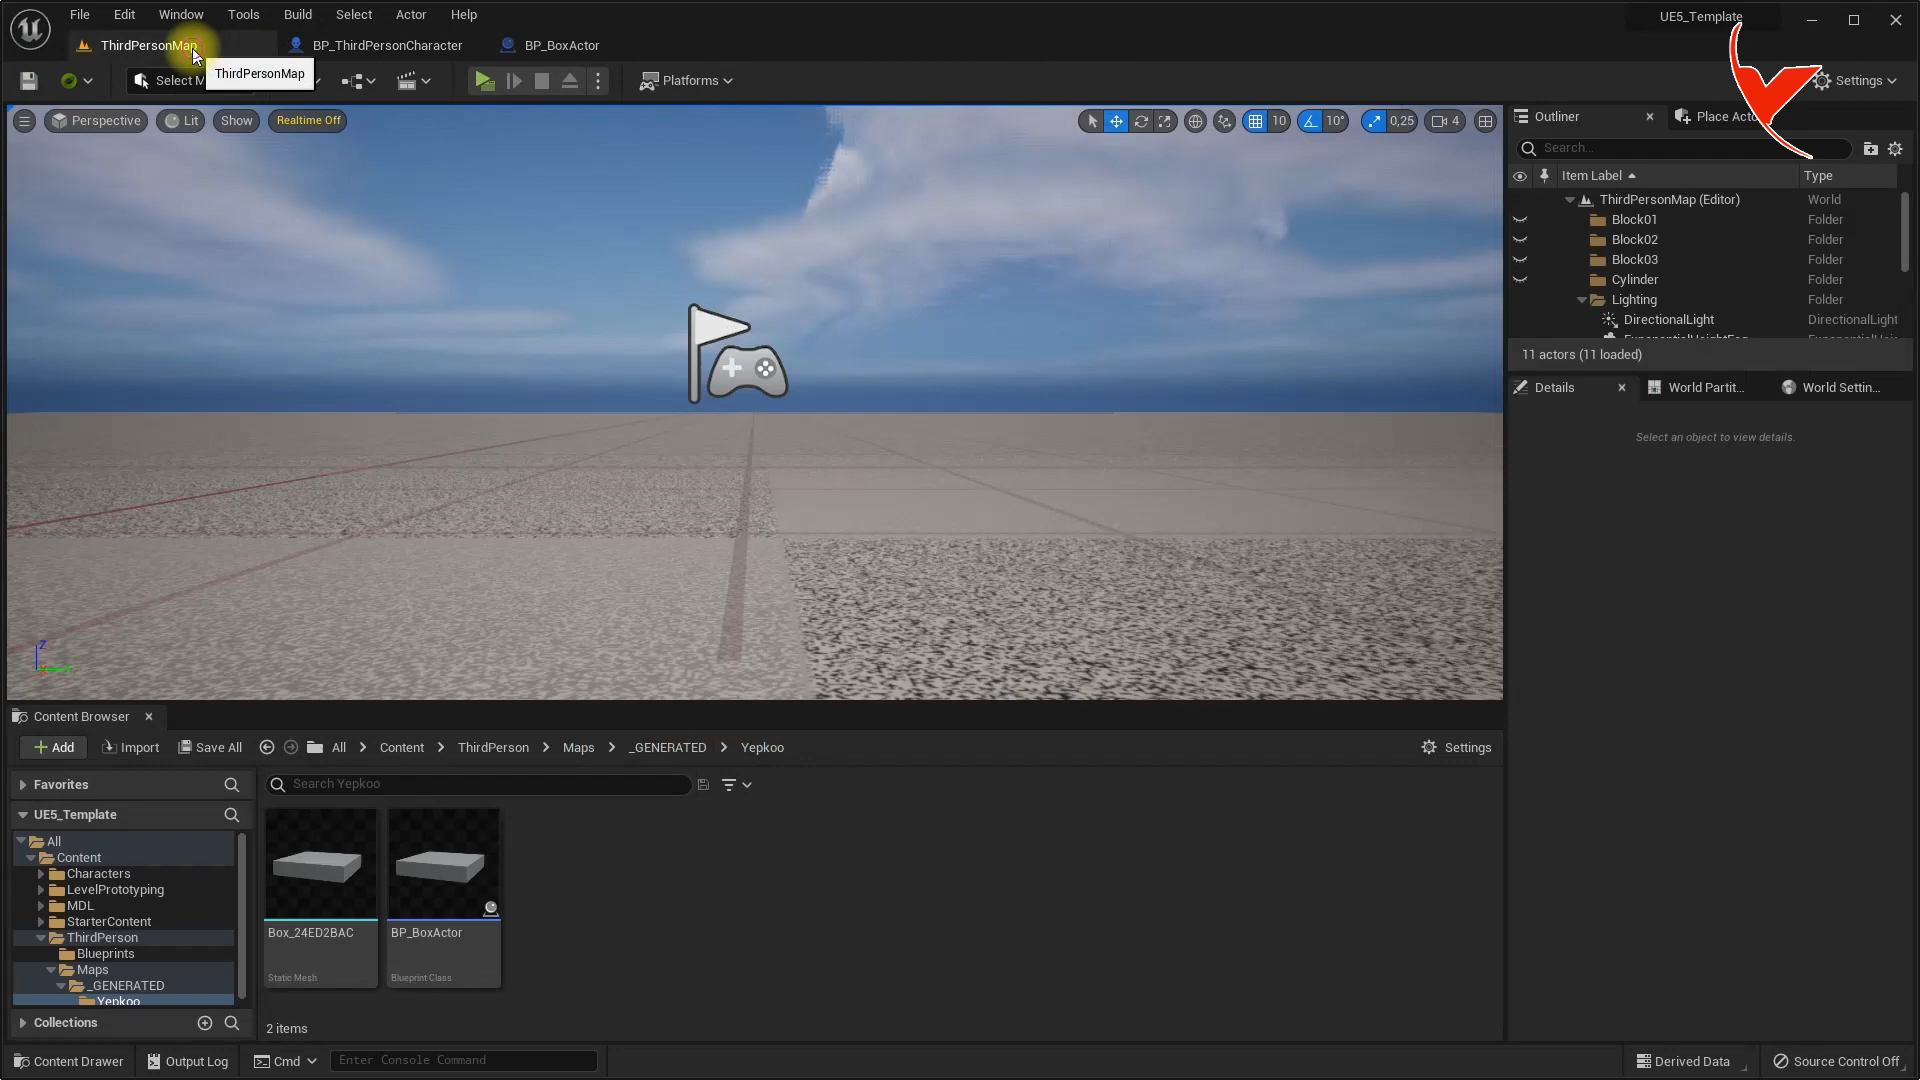 File Edit Window Tools Build Select Actor Help
UE5_Template
ThirdPersonMap BP_ThirdPersonCharacter BP_BoxActor
ThirdPersonMap
Select M
Platforms
Settings
Perspective Lit Show Realtime Off
10 10° 0,25 4
Outliner Place Acto
Search...
Item Label Type
ThirdPersonMap (Editor) World
Block01 Folder
Block02 Folder
Block03 Folder
Cylinder Folder
Lighting Folder
DirectionalLight DirectionalLight
11 actors (11 loaded)
Details World Partit... World Settin...
Select an object to view details.
Z
Content Browser
Add Import Save All All Content ThirdPerson Maps _GENERATED Yepkoo Settings
Favorites
Search Yepkoo
UE5_Template
All
Content
Characters
LevelPrototyping
MDL
StarterContent
ThirdPerson
Blueprints
Maps
_GENERATED
Yepkoo
Box_24ED2BAC
Static Mesh
BP_BoxActor
Blueprint Class
Collections
2 items
Content Drawer Output Log Cmd Enter Console Command Derived Data Source Control Off